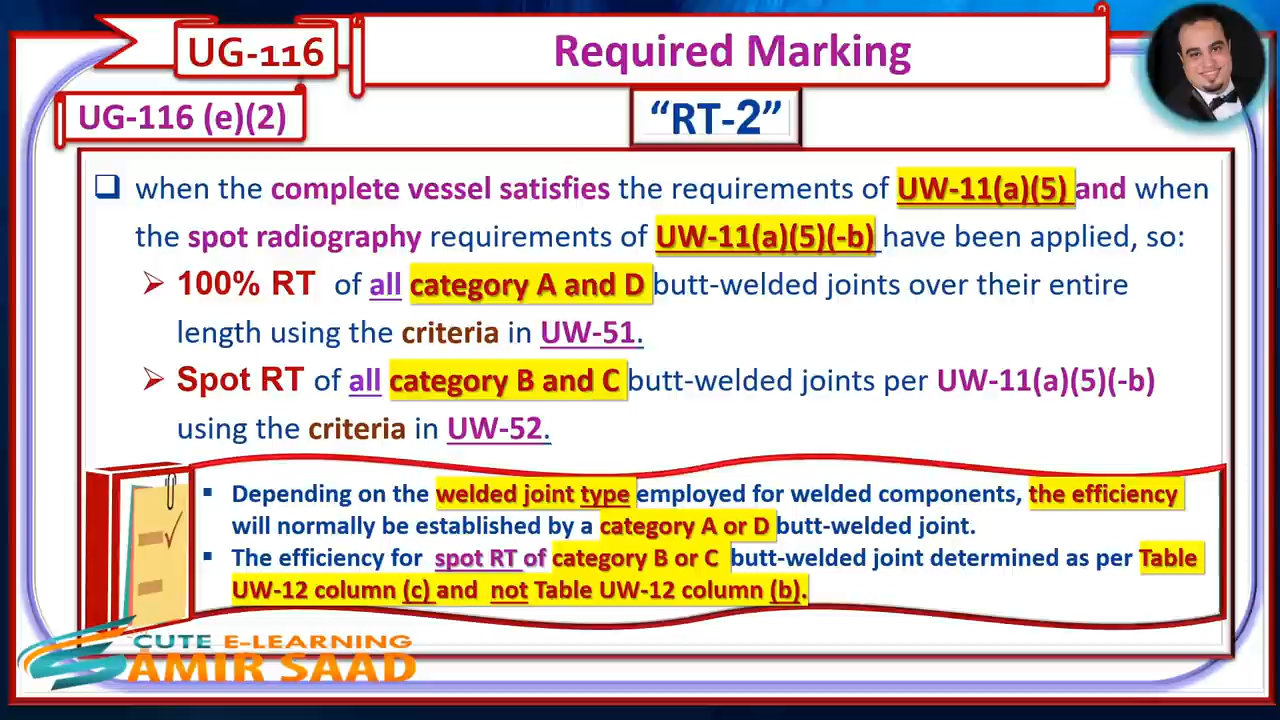 UG-116
Required Marking
UG-116 (e)(2)
“RT-2”
❑ when the complete vessel satisfies the requirements of UW-11(a)(5) and when
the spot radiography requirements of UW-11(a)(5)(-b) have been applied, so:
➢ 100% RT of all category A and D butt-welded joints over their entire
length using the criteria in UW-51.
➢ Spot RT of all category B and C butt-welded joints per UW-11(a)(5)(-b)
using the criteria in UW-52.
▪ Depending on the welded joint type employed for welded components, the efficiency
will normally be established by a category A or D butt-welded joint.
▪ The efficiency for spot RT of category B or C butt-welded joint determined as per Table
UW-12 column (c) and not Table UW-12 column (b).
CUTE E-LEARNING
AMIR SAAD